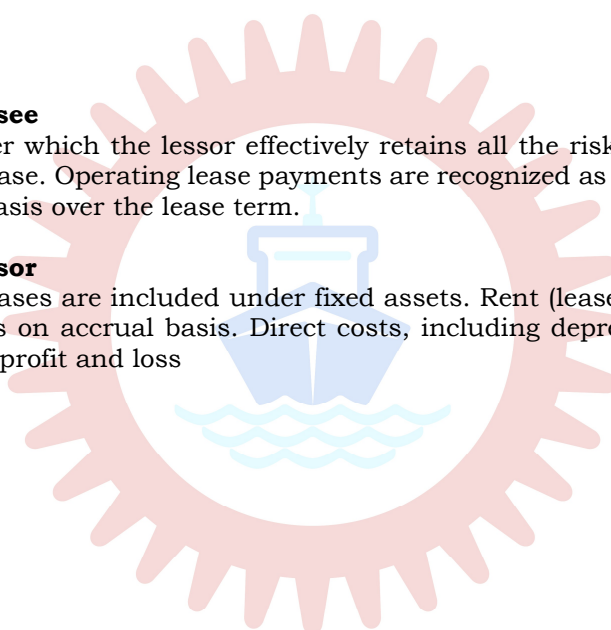 see
er which the lessor effectively retains all the risk
ase. Operating lease payments are recognized as
asis over the lease term.
sor
ases are included under fixed assets. Rent (lease
s on accrual basis. Direct costs, including depre
profit and loss